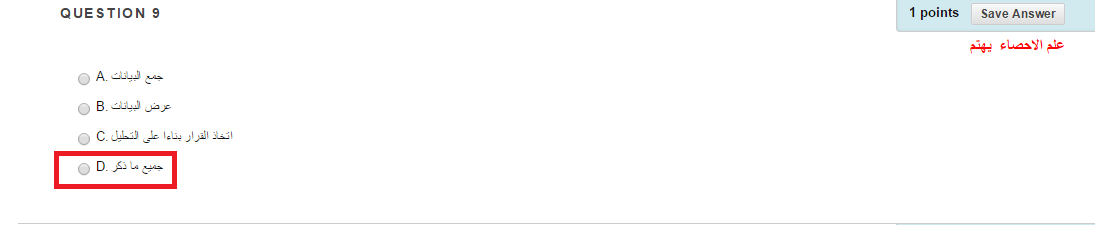 QUESTION 9
1 points
Save Answer
علم الاحصاء يهتم
A. جمع البيانات
B. عرض البيانات
C. اتخاذ القرار بناءا على التحليل
D. جميع ما ذكر